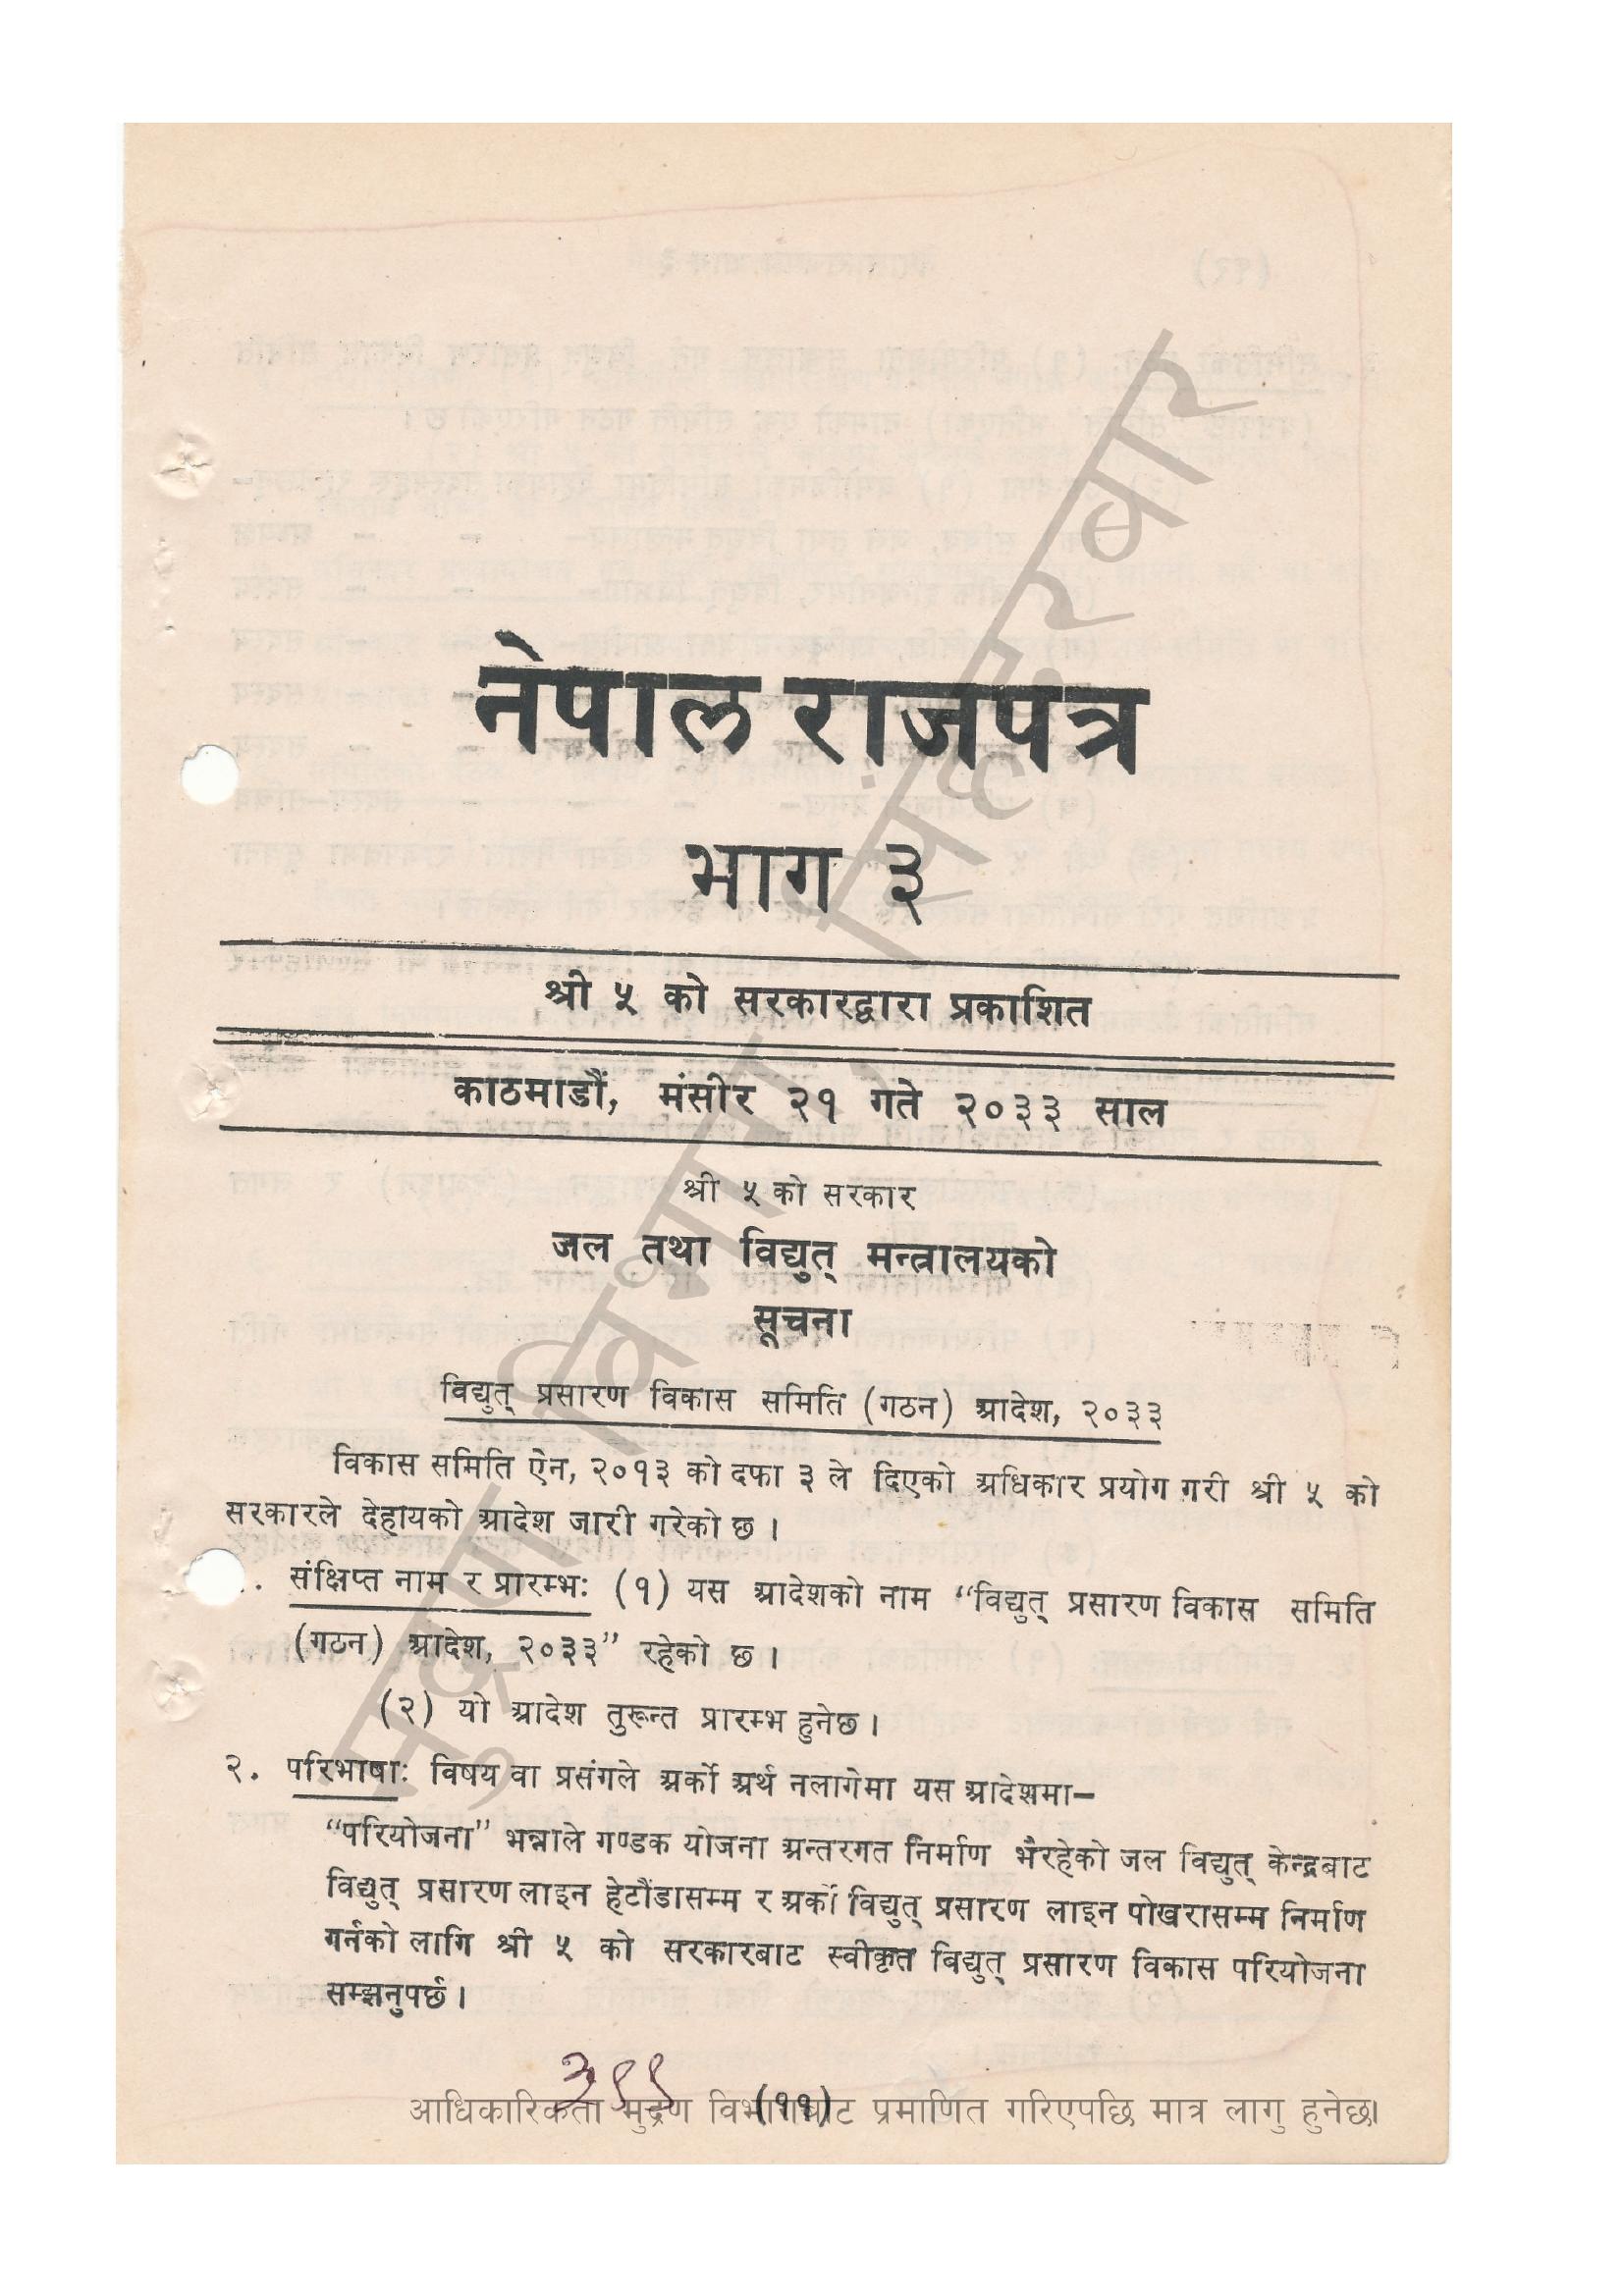 नेपाल राजपत्र
भाग ३
श्री ५ को सरकारद्वारा प्रकाशित
काठमाडौं, मंसीर २१ गते २०३३ साल
श्री ५ को सरकार
जल तथा विद्युत् मन्त्रालयको
सूचना
विद्युत् प्रसारण विकास समिति (गठन) आदेश, २०३३
विकास समिति ऐन, २०१३ को दफा ३ ले दिएको अधिकार प्रयोग गरी श्री ५ को
सरकारले देहायको आदेश जारी गरेको छ ।
. संक्षिप्त नाम र प्रारम्भः (१) यस आदेशको नाम “विद्युत् प्रसारण विकास समिति
(गठन) आदेश, २०३३” रहेको छ ।
(२) यो आदेश तुरून्त प्रारम्भ हुनेछ ।
२. परिभाषाः विषय वा प्रसंगले अर्को अर्थ नलागेमा यस आदेशमा–
“परियोजना” भन्नाले गण्डक योजना अन्तरगत निर्माण भैरहेको जल विद्युत् केन्द्रबाट
विद्युत् प्रसारण लाइन हेटौंडासम्म र अर्को विद्युत् प्रसारण लाइन पोखरासम्म निर्माण
गर्नको लागि श्री ५ को सरकारबाट स्वीकृत विद्युत् प्रसारण विकास परियोजना
सम्झनुपर्छ ।
(११)
आधिकारिकता मुद्रण विभागबाट प्रमाणित गरिएपछि मात्र लागु हुनेछ।
मुद्रण विभाग, सिंहदरबार